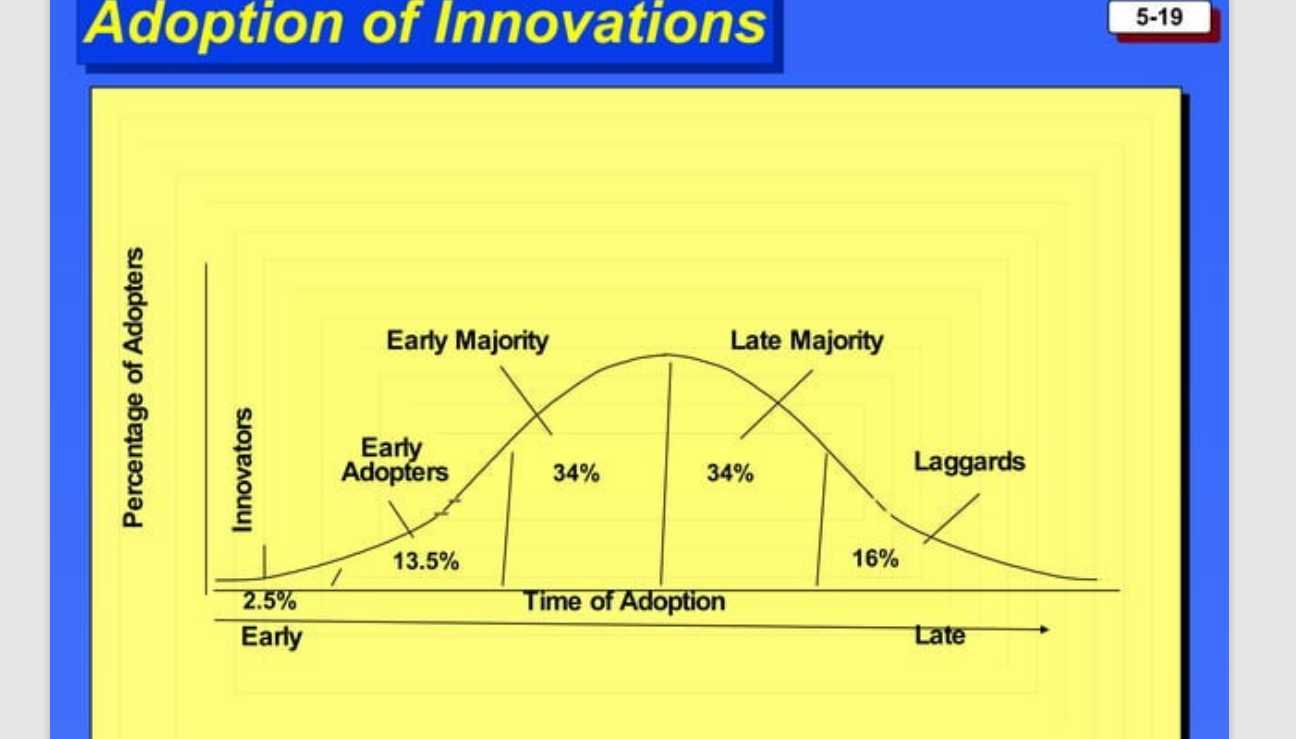 Adoption of Innovations
5-19
Percentage of Adopters
Early Majority
Late Majority
Innovators
Early
Adopters
Laggards
34%
34%
13.5%
16%
2.5%
Time of Adoption
Early
Late